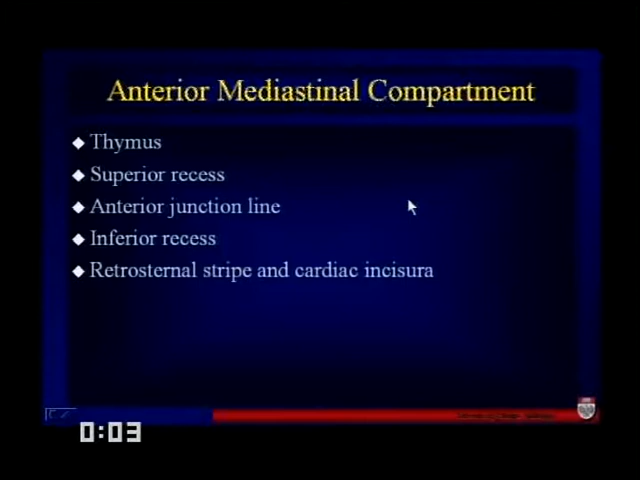 Anterior Mediastinal Compartment
Thymus
Superior recess
Anterior junction line
Inferior recess
Retrosternal stripe and cardiac incisura
0:03